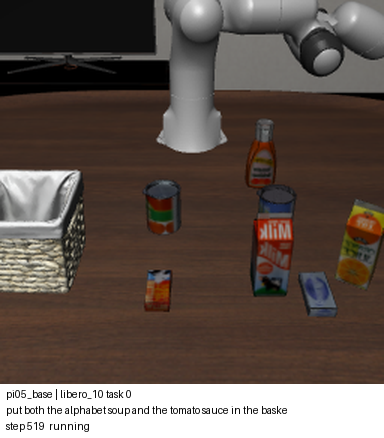 Milk
pi05_base | libero_10 task 0
put both the alphabet soup and the tomato sauce in the baske
step 519 running